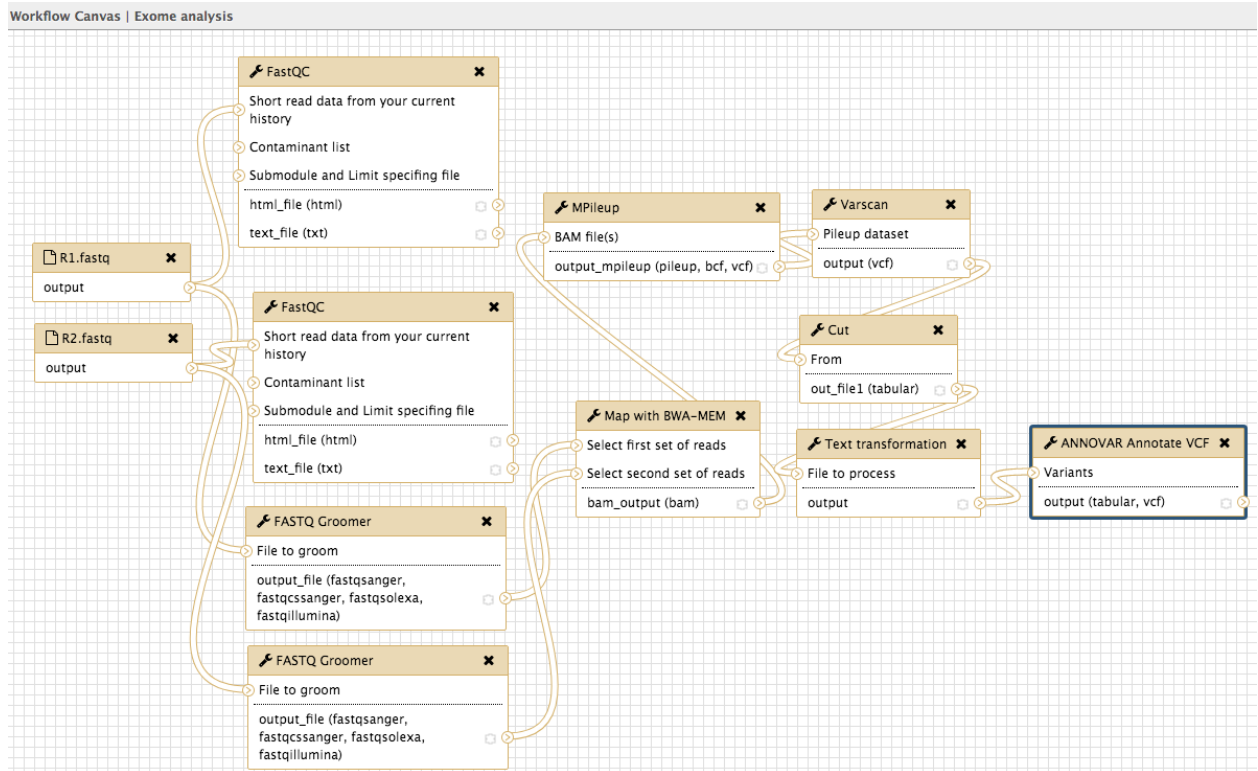 Workflow Canvas | Exome analysis
FastQC
Short read data from your current
history
Contaminant list
Submodule and Limit specifing file
html_file (html)
text_file (txt)
R1.fastq
output
R2.fastq
output
FastQC
Short read data from your current
history
Contaminant list
Submodule and Limit specifing file
html_file (html)
text_file (txt)
FASTQ Groomer
File to groom
output_file (fastqsanger,
fastqcssanger, fastqsolexa,
fastqillumina)
FASTQ Groomer
File to groom
output_file (fastqsanger,
fastqcssanger, fastqsolexa,
fastqillumina)
MPileup
BAM file(s)
output_mpileup (pileup, bcf, vcf)
Map with BWA-MEM
Select first set of reads
Select second set of reads
bam_output (bam)
Varscan
Pileup dataset
output (vcf)
Cut
From
out_file1 (tabular)
Text transformation
File to process
output
ANNOVAR Annotate VCF
Variants
output (tabular, vcf)